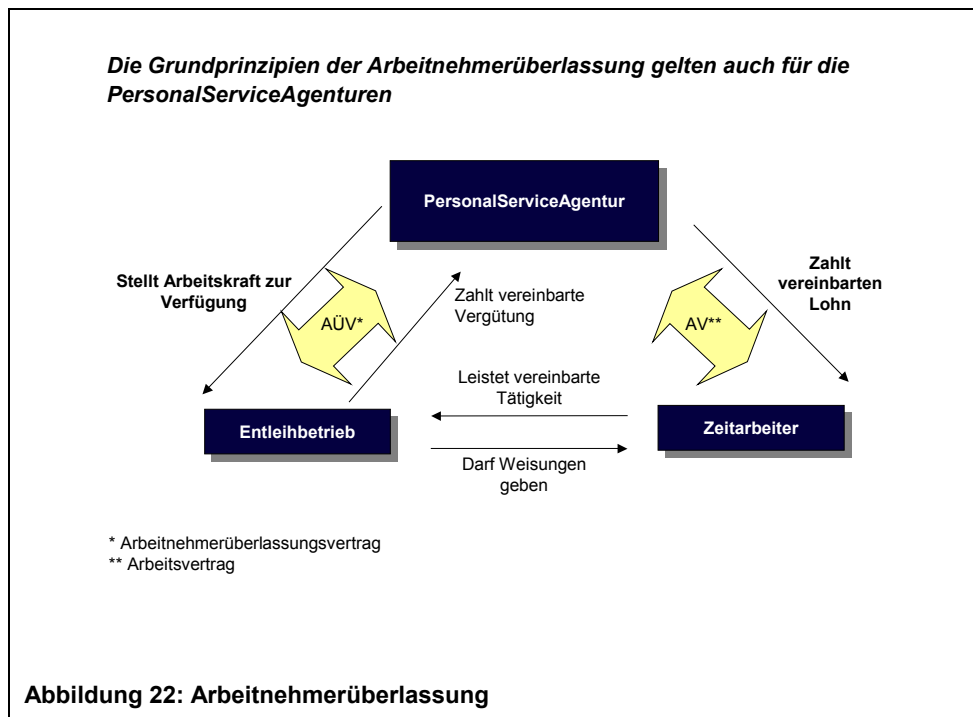 Die Grundprinzipien der Arbeitnehmerüberlassung gelten auch für die
PersonalServiceAgenturen
PersonalServiceAgentur
Stellt Arbeitskraft zur
Verfügung
AÜV*
Zahlt vereinbarte
Vergütung
AV**
Zahlt
vereinbarten
Lohn
Leistet vereinbarte
Tätigkeit
Entleihbetrieb
Zeitarbeiter
Darf Weisungen
geben
* Arbeitnehmerüberlassungsvertrag
** Arbeitsvertrag
Abbildung 22: Arbeitnehmerüberlassung